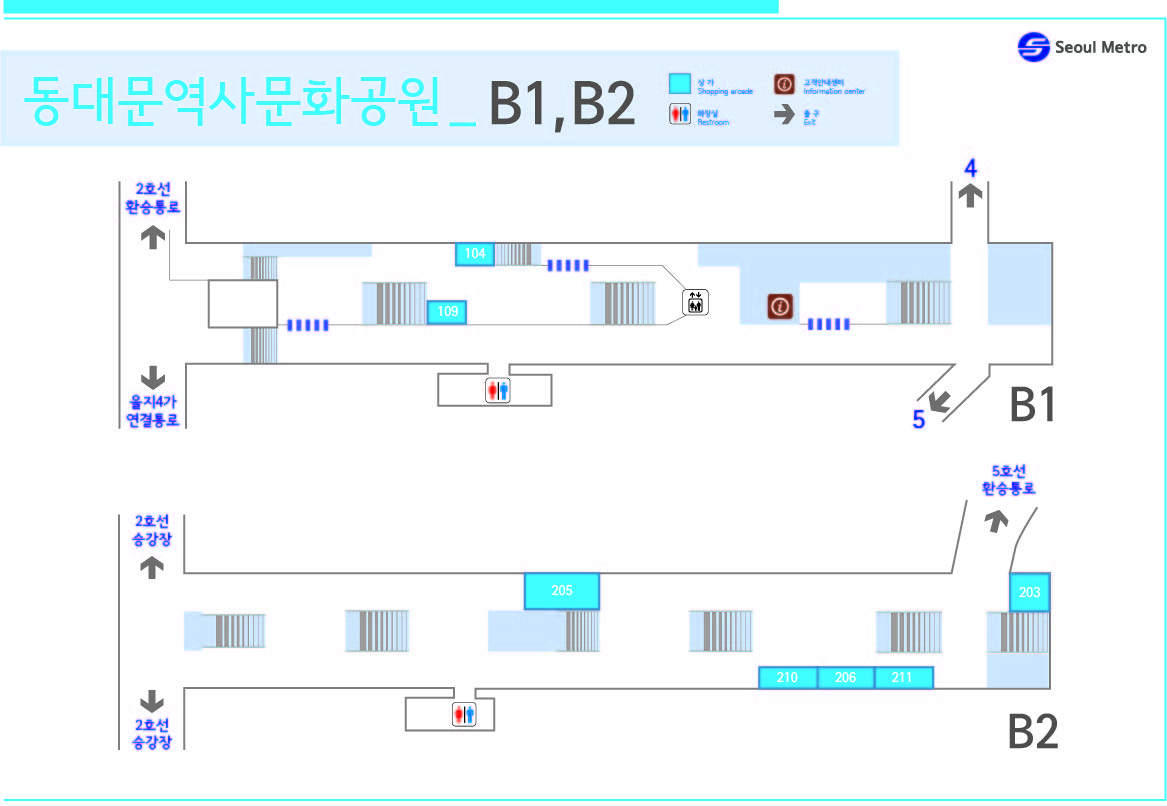 Seoul Metro
동대문역사문화공원_ B1,B2
상 가
Shopping arcade
고객안내센터
Information center
화장실
Restroom
출 구
Exit
4
2호선
환승통로
104
109
을지4가
연결통로
5
B1
5호선
환승통로
2호선
승강장
205
203
210
206
211
2호선
승강장
B2